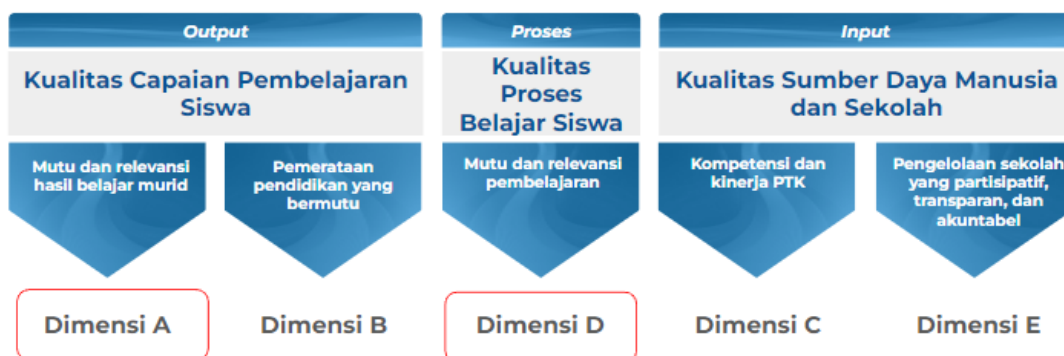 Output
Proses
Input
Kualitas Capaian Pembelajaran
Siswa
Kualitas
Proses
Belajar Siswa
Kualitas Sumber Daya Manusia
dan Sekolah
Mutu dan relevansi
hasil belajar murid
Pemerataan
pendidikan yang
bermutu
Mutu dan relevansi
pembelajaran
Kompetensi dan
kinerja PTK
Pengelolaan sekolah
yang partisipatif,
transparan, dan
akuntabel
Dimensi A
Dimensi B
Dimensi D
Dimensi C
Dimensi E